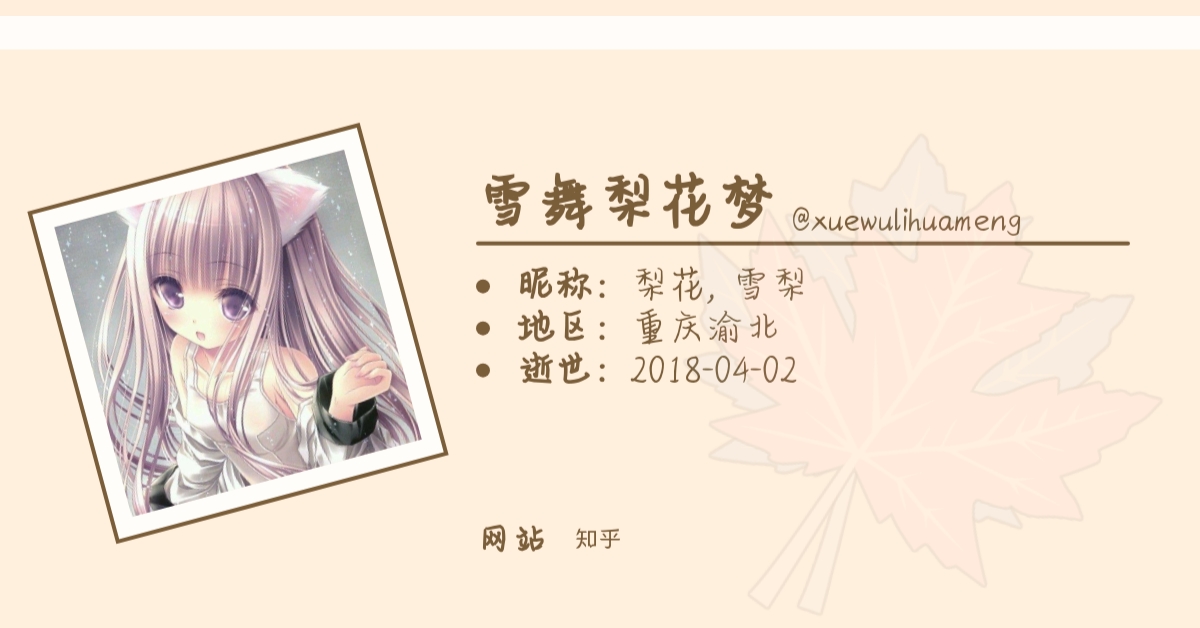 雪舞梨花梦 @xuewulihuameng
• 昵称： 梨花, 雪梨
• 地区： 重庆渝北
• 逝世： 2018-04-02
网站 知乎